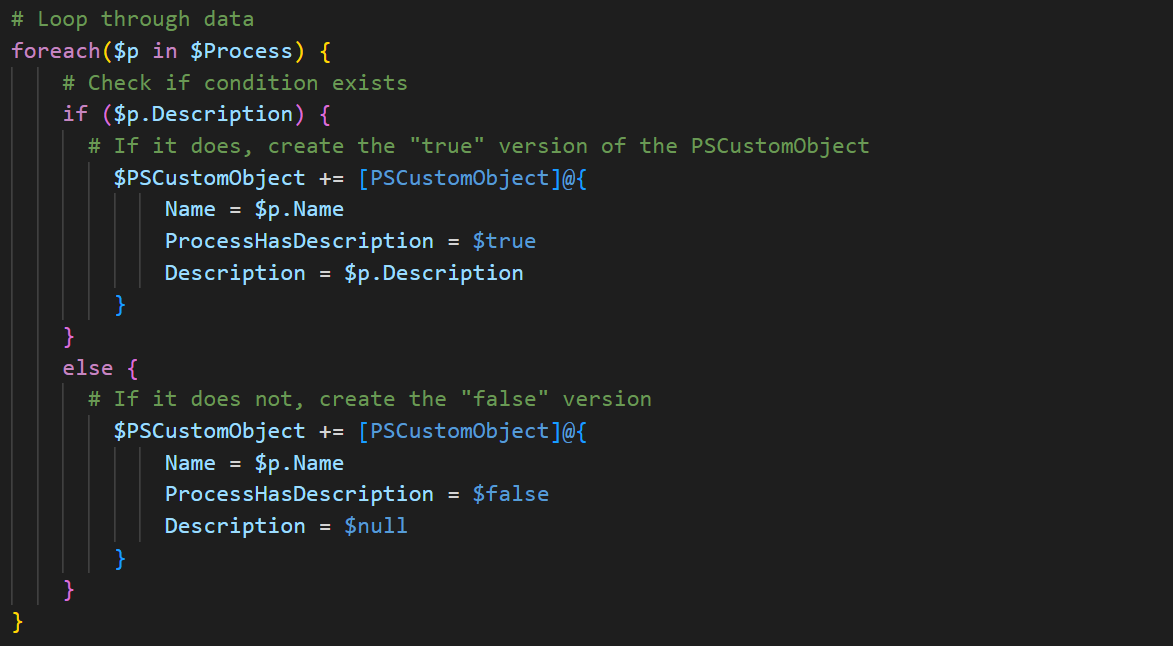 # Loop through data
foreach($p in $Process) {
    # Check if condition exists
    if ($p.Description) {
      # If it does, create the "true" version of the PSCustomObject
        $PSCustomObject += [PSCustomObject]@{
            Name = $p.Name
            ProcessHasDescription = $true
            Description = $p.Description
        }
    }
    else {
      # If it does not, create the "false" version
        $PSCustomObject += [PSCustomObject]@{
            Name = $p.Name
            ProcessHasDescription = $false
            Description = $null
        }
    }
}